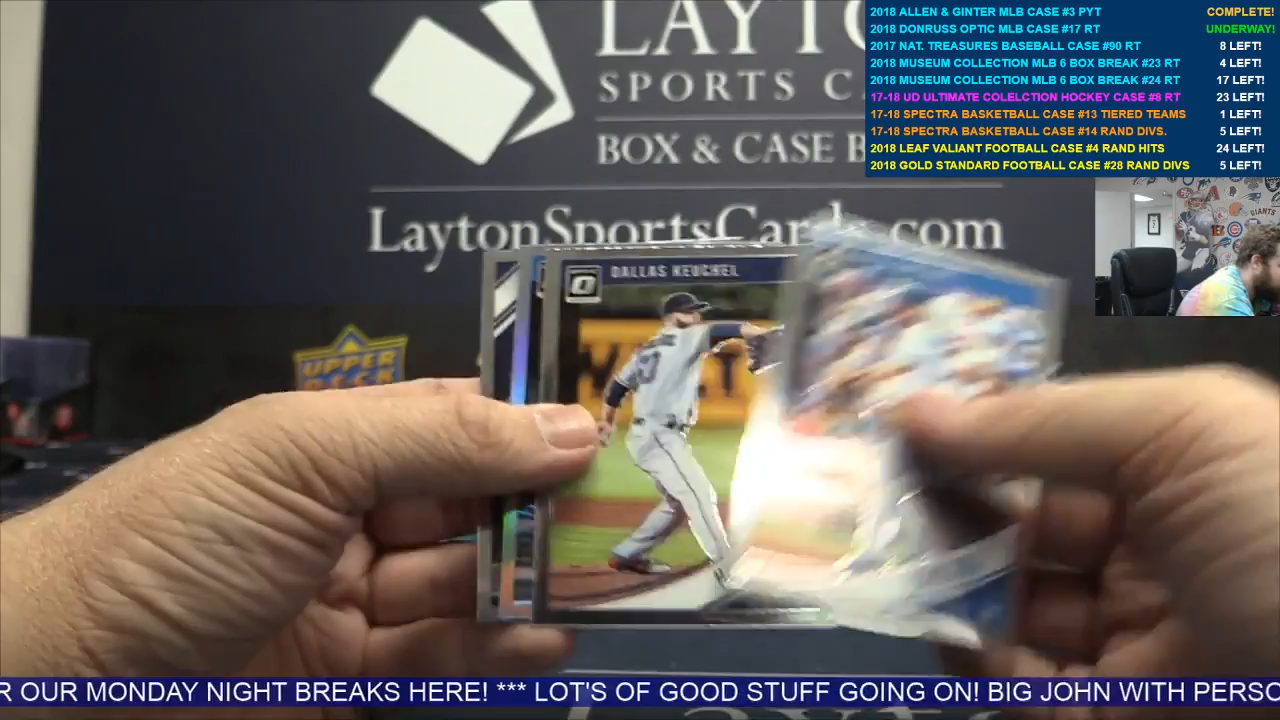 LAYTO
SPORTS CA
BOX & CASE B
LaytonSportsCards.com
2018 ALLEN & GINTER MLB CASE #3 PYT COMPLETE!
2018 DONRUSS OPTIC MLB CASE #17 RT UNDERWAY!
2017 NAT. TREASURES BASEBALL CASE #90 RT 8 LEFT!
2018 MUSEUM COLLECTION MLB 6 BOX BREAK #23 RT 4 LEFT!
2018 MUSEUM COLLECTION MLB 6 BOX BREAK #24 RT 17 LEFT!
17-18 UD ULTIMATE COLELCTION HOCKEY CASE #8 RT 23 LEFT!
17-18 SPECTRA BASKETBALL CASE #13 TIERED TEAMS 1 LEFT!
17-18 SPECTRA BASKETBALL CASE #14 RAND DIVS. 5 LEFT!
2018 LEAF VALIANT FOOTBALL CASE #4 RAND HITS 24 LEFT!
2018 GOLD STANDARD FOOTBALL CASE #28 RAND DIVS 5 LEFT!
DALLAS KEUCHEL
UPPER
DECK
R OUR MONDAY NIGHT BREAKS HERE! *** LOT'S OF GOOD STUFF GOING ON! BIG JOHN WITH PERSO